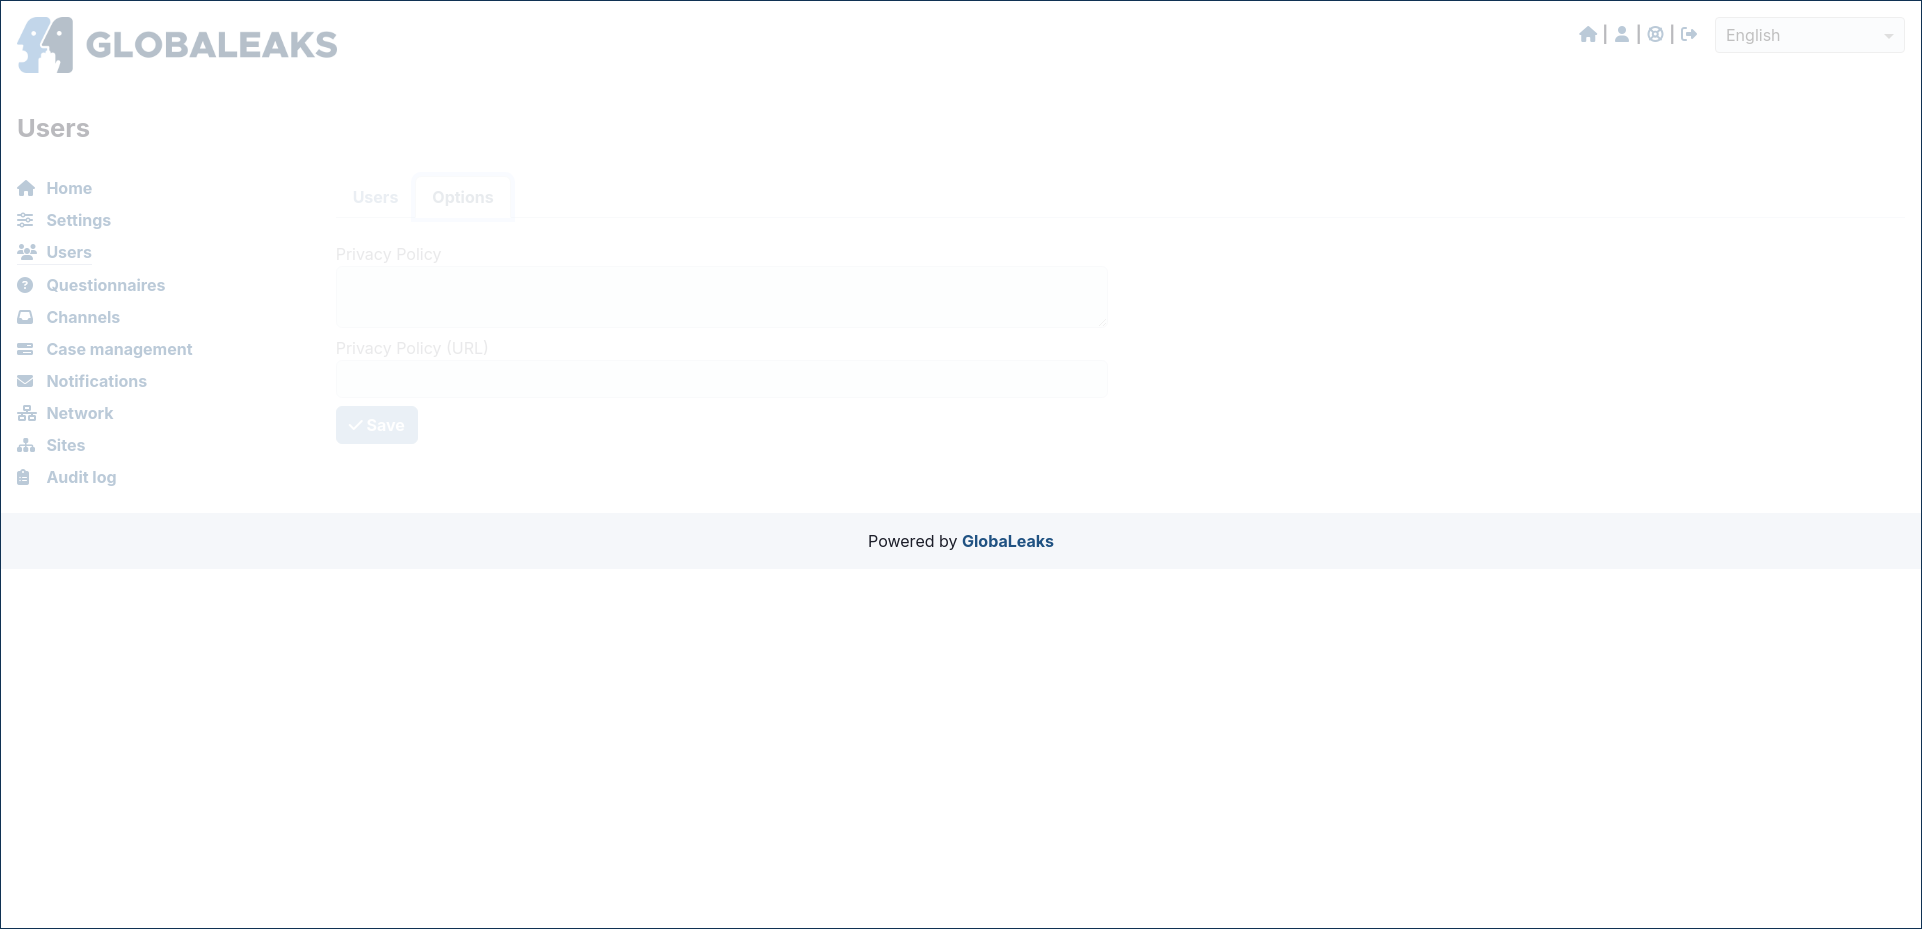 GLOBALEAKS
English
Users
Home
Settings
Users
Questionnaires
Channels
Case management
Notifications
Network
Sites
Audit log
Users Options
Privacy Policy
Privacy Policy (URL)
Save
Powered by GlobaLeaks